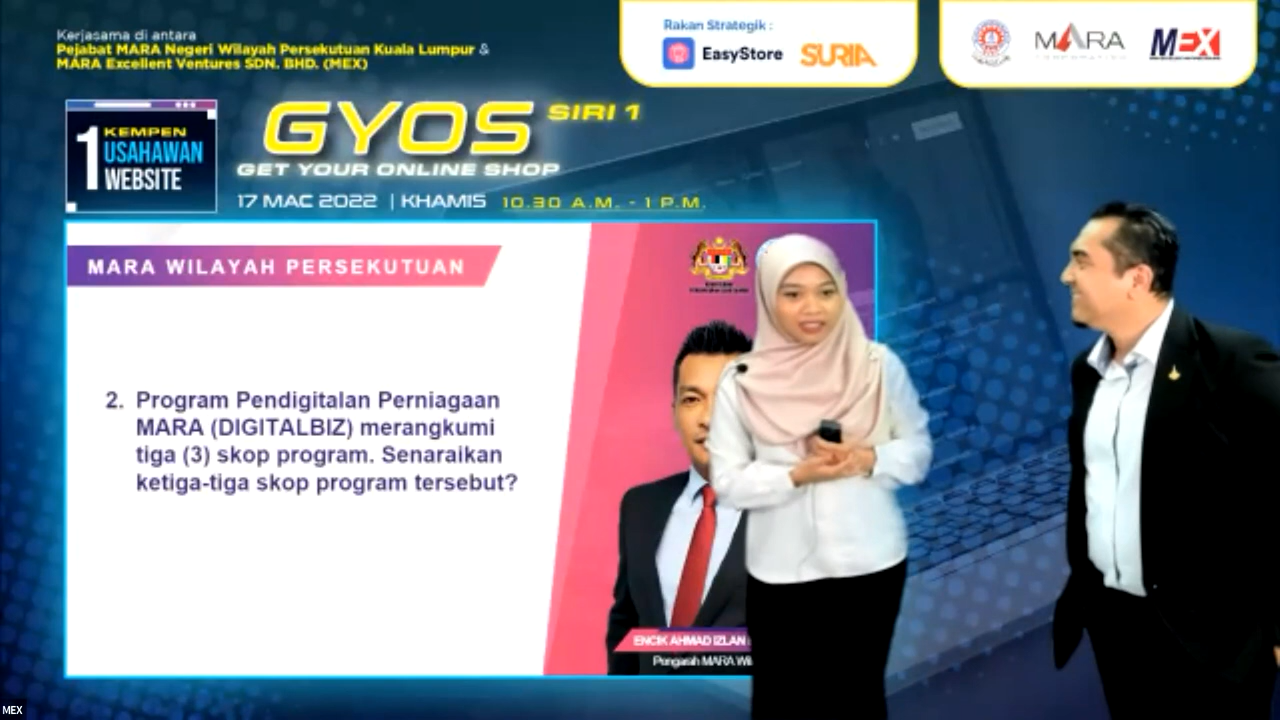 Kerjasama di antara
Pejabat MARA Negeri Wilayah Persekutuan Kuala Lumpur &
MARA Excellent Ventures SDN. BHD. (MEX)
Rakan Strategik :
EasyStore
SURIA
MARA
CORPORATION
MEX
1 KEMPEN
USAHAWAN
WEBSITE
GYOS SIRI 1
GET YOUR ONLINE SHOP
17 MAC 2022 | KHAMIS 10.30 A.M. - 1 P.M.
MARA WILAYAH PERSEKUTUAN
2. Program Pendigitalan Perniagaan
MARA (DIGITALBIZ) merangkumi
tiga (3) skop program. Senaraikan
ketiga-tiga skop program tersebut?
ENCIK AHMAD IZLAN
Pengarah MARA Wil
MEX